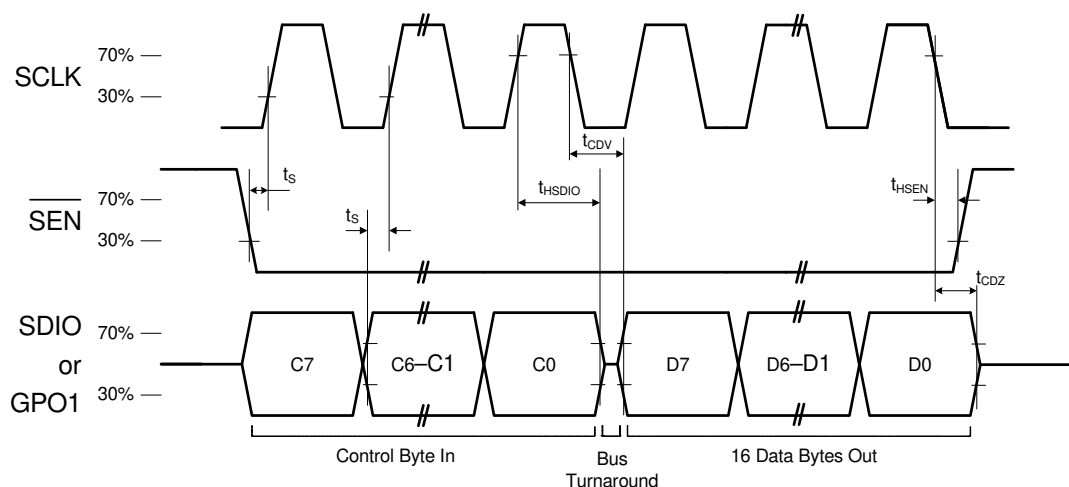 SCLK
70%
30%
tCDV
tS
tHSDIO
tHSEN
SEN
70%
30%
tS
tCDZ
SDIO
or
GPO1
70%
30%
C7
C6–C1
C0
D7
D6–D1
D0
Control Byte In
Bus
Turnaround
16 Data Bytes Out